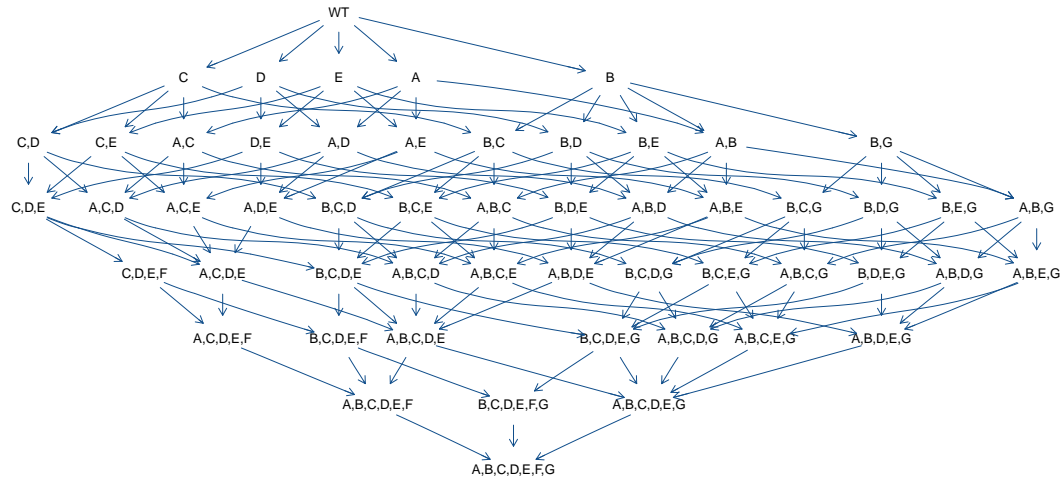 WT
C D E A B
C,D C,E A,C D,E A,D A,E B,C B,D B,E A,B B,G
C,D,E A,C,D A,C,E A,D,E B,C,D B,C,E A,B,C B,D,E A,B,D A,B,E B,C,G B,D,G B,E,G A,B,G
C,D,E,F A,C,D,E B,C,D,E A,B,C,D A,B,C,E A,B,D,E B,C,D,G B,C,E,G A,B,C,G B,D,E,G A,B,D,G A,B,E,G
A,C,D,E,F B,C,D,E,F A,B,C,D,E B,C,D,E,G A,B,C,D,G A,B,C,E,G A,B,D,E,G
A,B,C,D,E,F B,C,D,E,F,G A,B,C,D,E,G
A,B,C,D,E,F,G